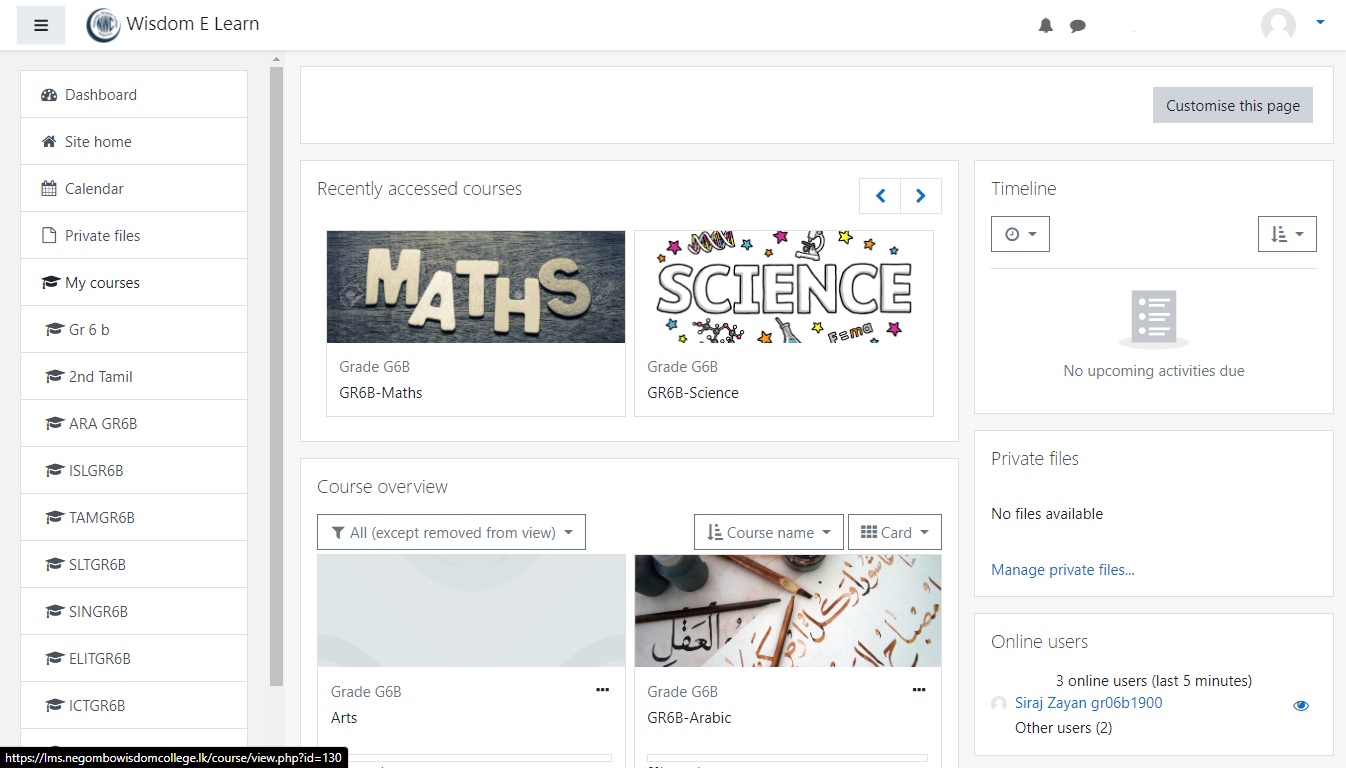 Wisdom E Learn
Dashboard
Site home
Calendar
Private files
My courses
Gr 6 b
2nd Tamil
ARA GR6B
ISLGR6B
TAMGR6B
SLTGR6B
SINGR6B
ELITGR6B
ICTGR6B
https://lms.negombowisdomcollege.lk/course/view.php?id=130
Customise this page
Recently accessed courses
MATHS
Grade G6B
GR6B-Maths
SCIENCE
F=ma
Grade G6B
GR6B-Science
Course overview
All (except removed from view)
Course name
Card
Grade G6B
Arts
العقل
Grade G6B
GR6B-Arabic
Timeline
No upcoming activities due
Private files
No files available
Manage private files...
Online users
3 online users (last 5 minutes)
Siraj Zayan gr06b1900
Other users (2)